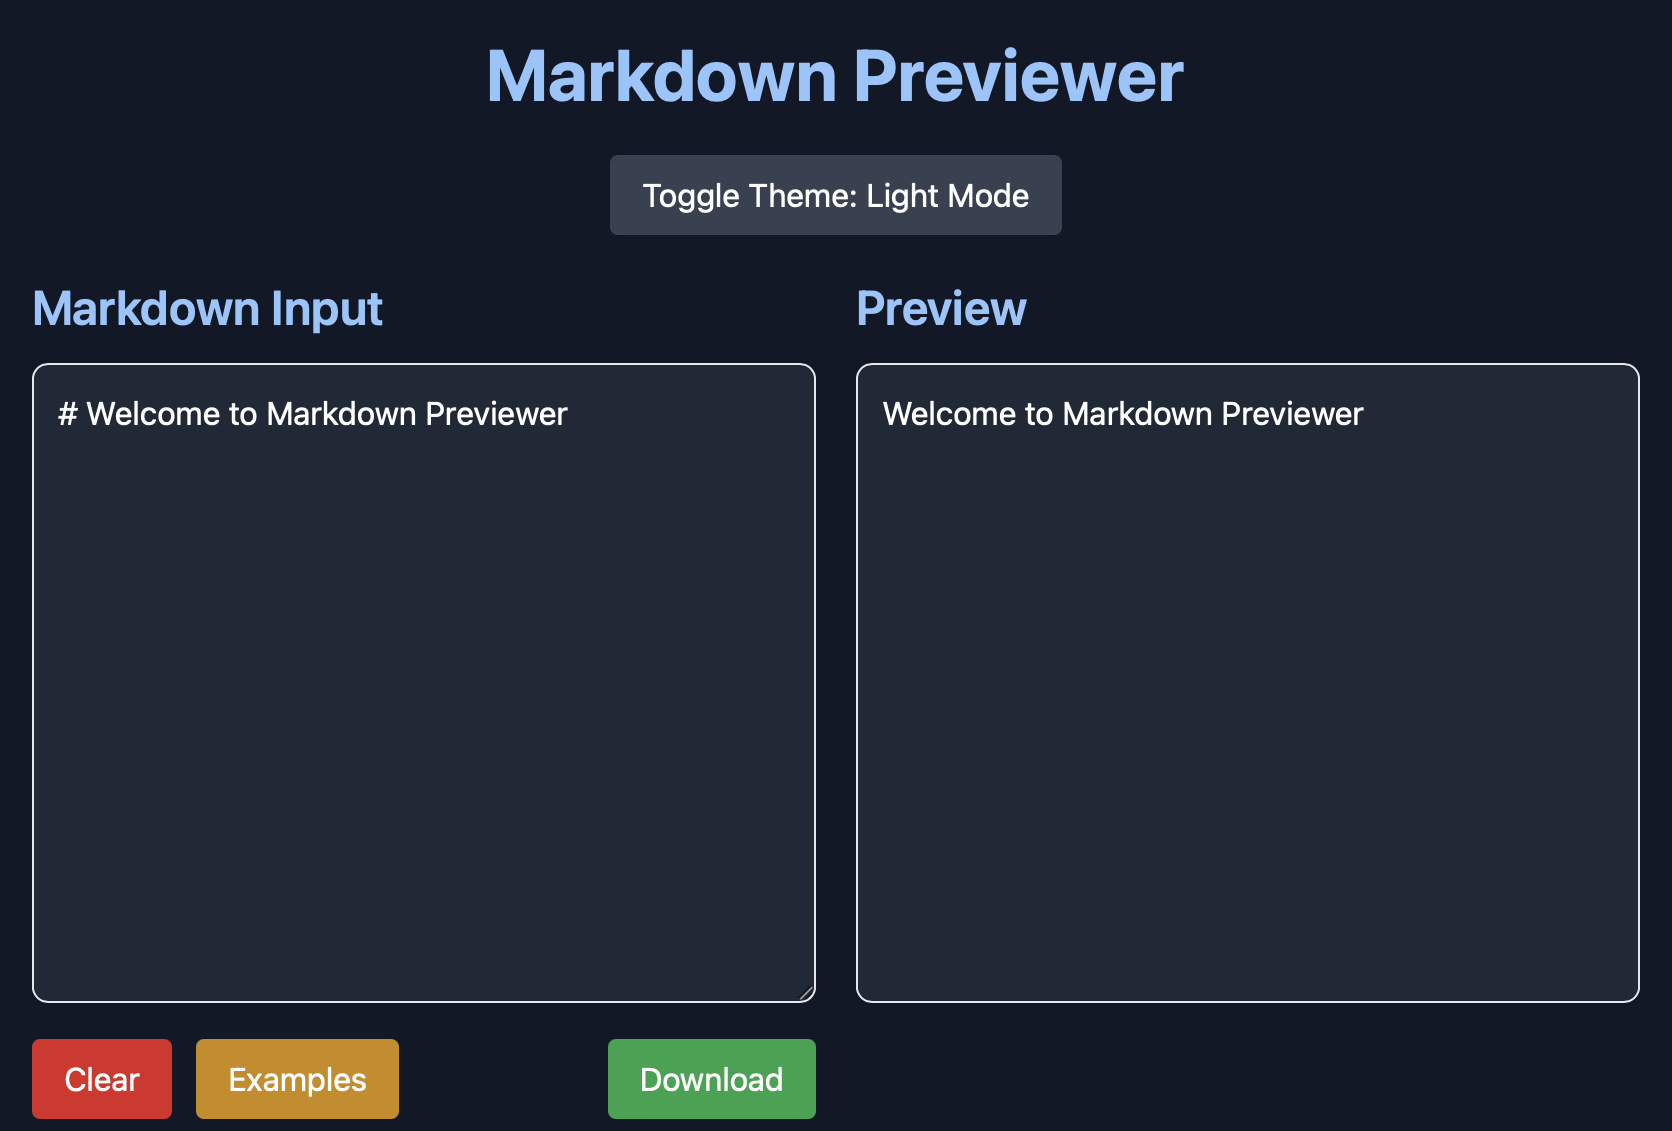 Markdown Previewer
Toggle Theme: Light Mode
Markdown Input
# Welcome to Markdown Previewer
Preview
Welcome to Markdown Previewer
Clear
Examples
Download